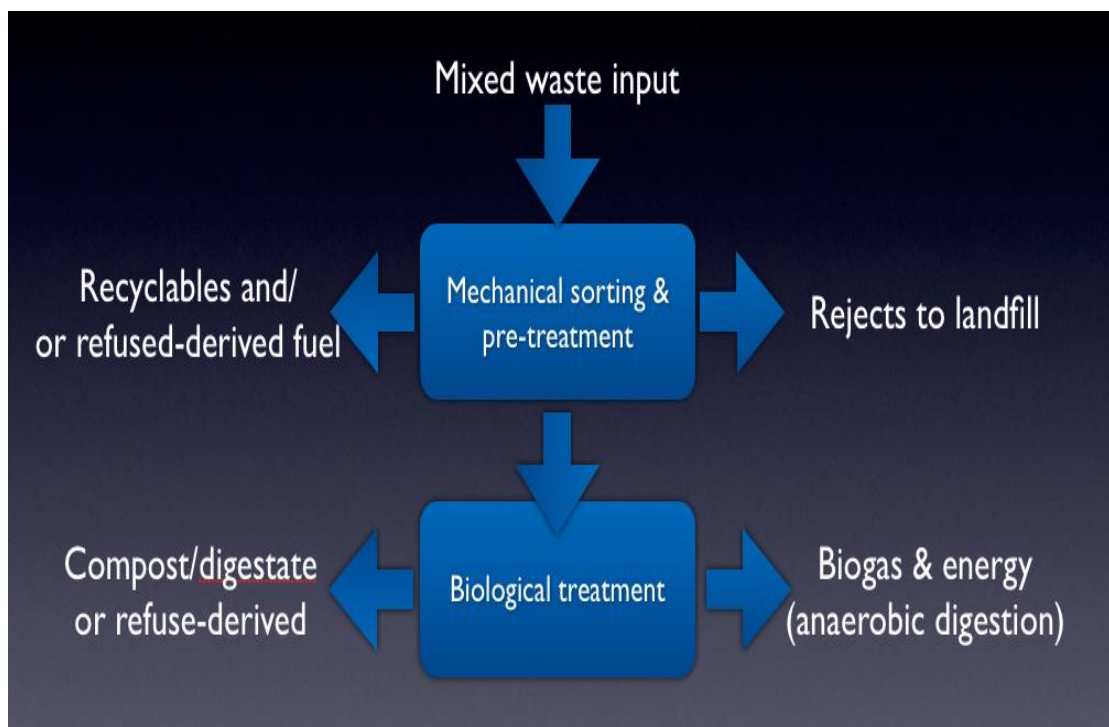 Mixed waste input
Recyclables and/
or refused-derived fuel
Mechanical sorting &
pre-treatment
Rejects to landfill
Compost/digestate
or refuse-derived
Biological treatment
Biogas & energy
(anaerobic digestion)